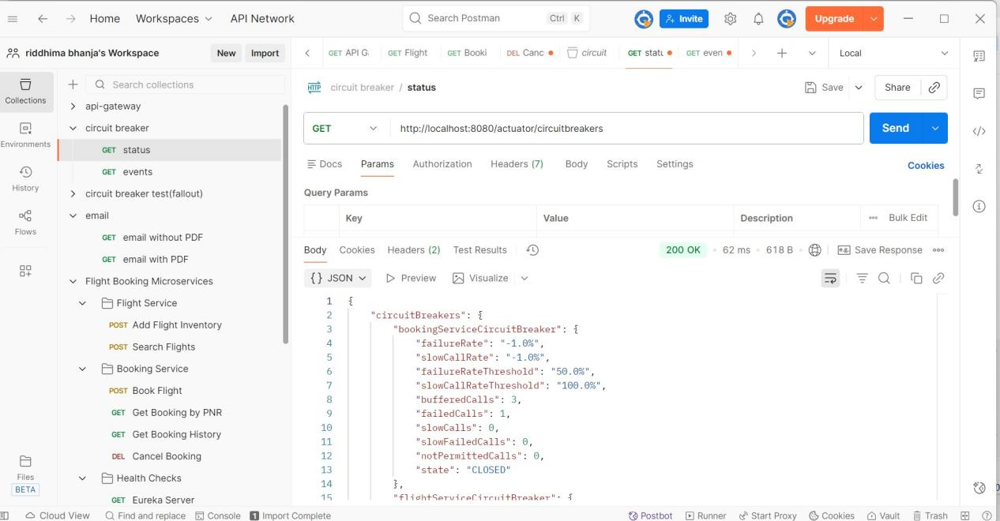 Home
Workspaces
API Network
Search Postman
Ctrl K
Invite
Upgrade
riddhima bhanja's Workspace
New
Import
GET API G
GET Flight
GET Booki
DEL Canc
circuit
GET statu
GET even
Local
Collections
Environments
History
Flows
Files
BETA
Search collections
api-gateway
circuit breaker
GET status
GET events
circuit breaker test(fallout)
email
GET email without PDF
GET email with PDF
Flight Booking Microservices
Flight Service
POST Add Flight Inventory
POST Search Flights
Booking Service
POST Book Flight
GET Get Booking by PNR
GET Get Booking History
DEL Cancel Booking
Health Checks
GET Eureka Server
HTTP circuit breaker / status
Save
Share
GET
http://localhost:8080/actuator/circuitbreakers
Send
Docs
Params
Authorization
Headers (7)
Body
Scripts
Settings
Cookies
Query Params
Key
Value
Description
Bulk Edit
Body
Cookies
Headers (2)
Test Results
200 OK
62 ms
618 B
e.g. Save Response
{} JSON
Preview
Visualize
1 {
2 "circuitBreakers": {
3 "bookingServiceCircuitBreaker": {
4 "failureRate": "-1.0%",
5 "slowCallRate": "-1.0%",
6 "failureRateThreshold": "50.0%",
7 "slowCallRateThreshold": "100.0%",
8 "bufferedCalls": 3,
9 "failedCalls": 1,
10 "slowCalls": 0,
11 "slowFailedCalls": 0,
12 "notPermittedCalls": 0,
13 "state": "CLOSED"
14 },
15 "flightServiceCircuitBreaker": {
Cloud View
Find and replace
Console
1 Import Complete
Postbot
Runner
Start Proxy
Cookies
Vault
Trash